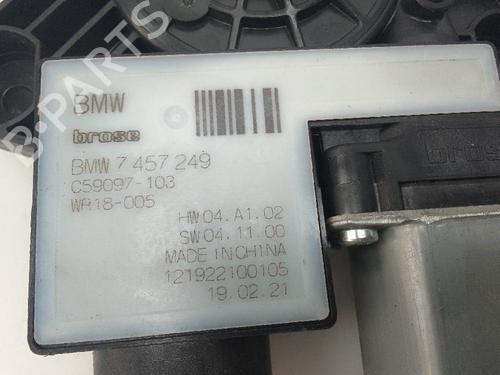 BMW
brose
BMW 7 457 249
C59097-103
WR18-005
HW 04.A1.02
SW 04.11.00
MADE IN CHINA
121922100105
19.02.21
brose
B-PARTS